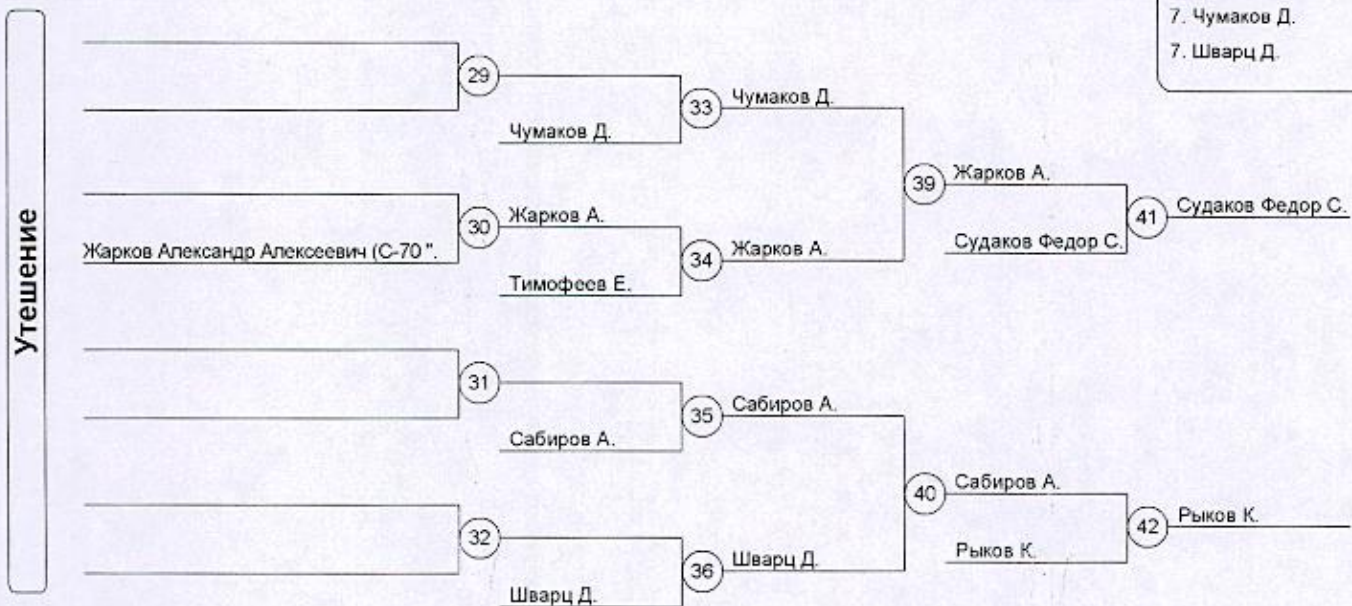 7. Чумаков Д.
7. Шварц Д.
Утешение
29
33
Чумаков Д.
Чумаков Д.
39
Жарков А.
Жарков Александр Алексеевич (С-70 ".
30
Жарков А.
Тимофеев Е.
34
Жарков А.
Судаков Федор С.
41
Судаков Федор С.
31
35
Сабиров А.
Сабиров А.
40
Сабиров А.
32
Шварц Д.
36
Шварц Д.
Рыков К.
42
Рыков К.